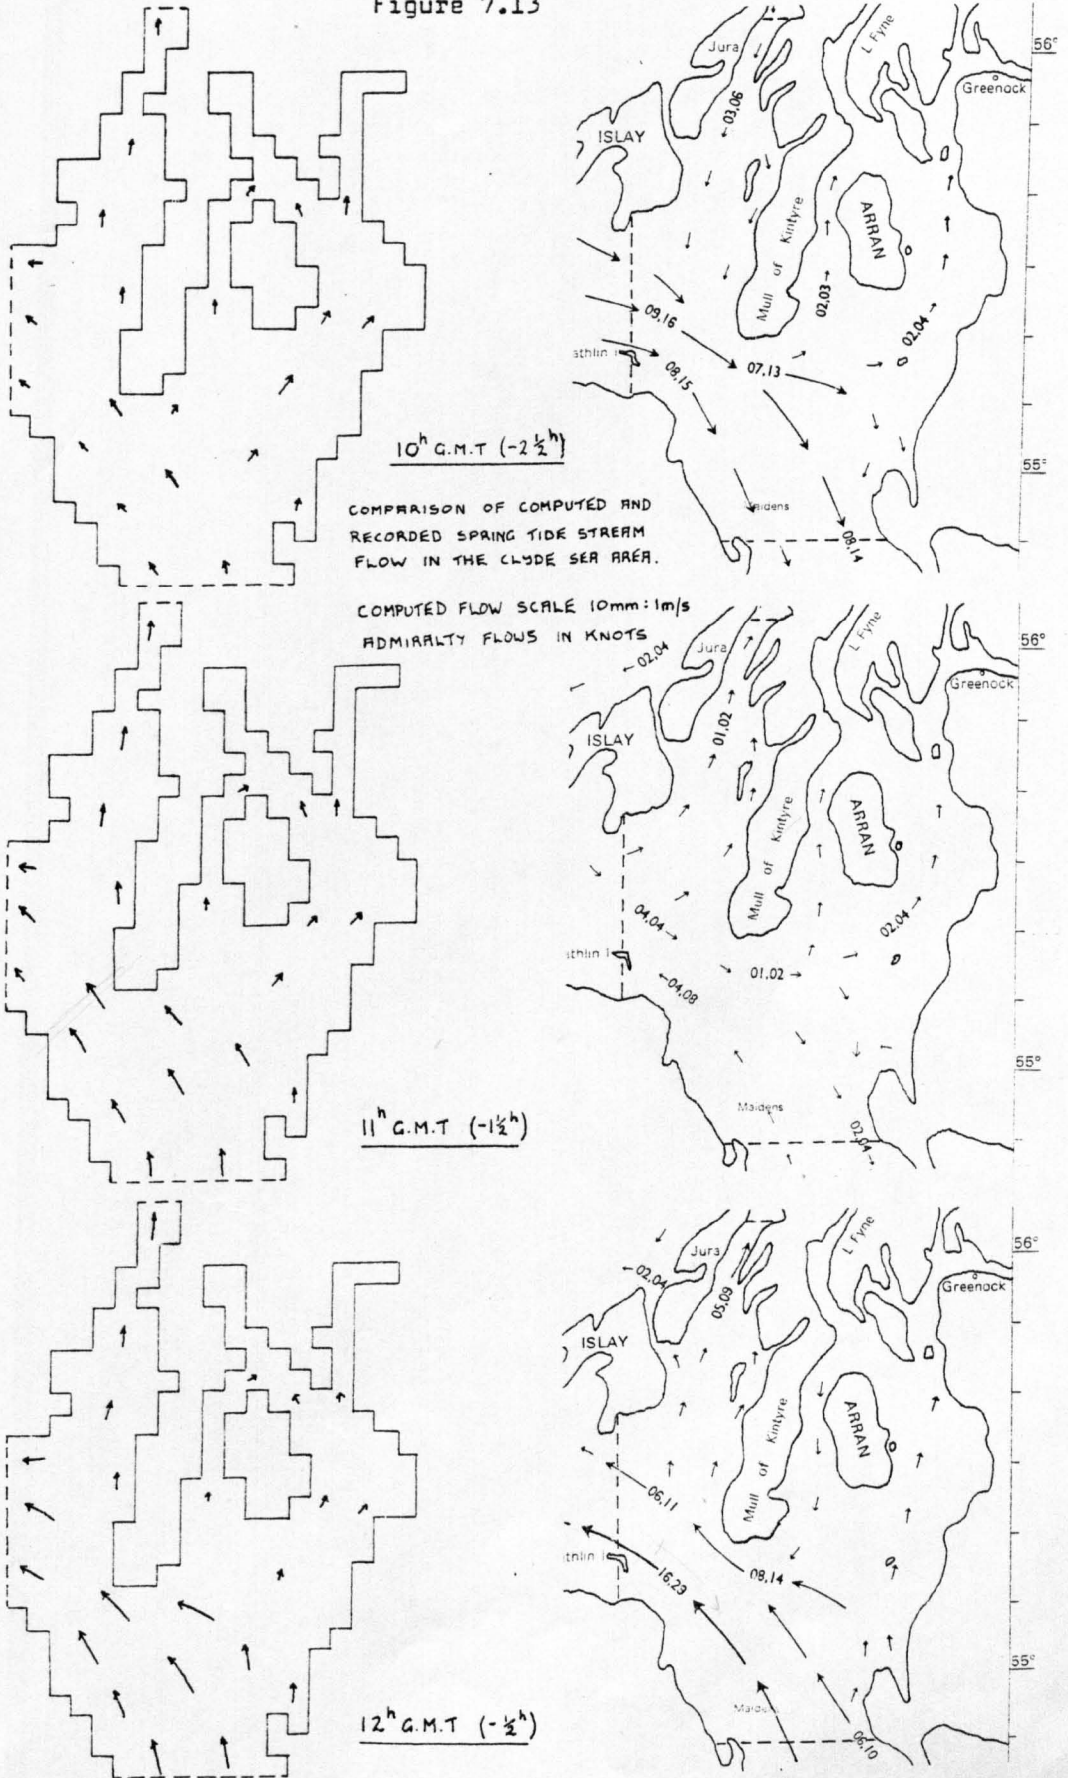 Figure 7.13
Jura
L Fyne
56°
Greenock
03,06
ISLAY
Mull of Kintyre
ARRAN
02.03
02.04
09.16
athlin I
08,15
07.13
10ʰ G.M.T (-2½ʰ)
55°
COMPARISON OF COMPUTED AND
RECORDED SPRING TIDE STREAM
FLOW IN THE CLYDE SEA AREA.
aidens
08.14
COMPUTED FLOW SCALE 10mm:1m/s
ADMIRALTY FLOWS IN KNOTS
02.04
Jura
L Fyne
56°
Greenock
01.02
ISLAY
Mull of Kintyre
ARRAN
04.04
02.04
ithlin I
04.08
01.02
55°
Maidens
11ʰ G.M.T (-1½ʰ)
02.04
Jura
L Fyne
56°
02.04
05.09
Greenock
ISLAY
Mull of Kintyre
ARRAN
06.11
ithlin I
16.29
08.14
55°
Maidens
12ʰ G.M.T (-½ʰ)
06.10